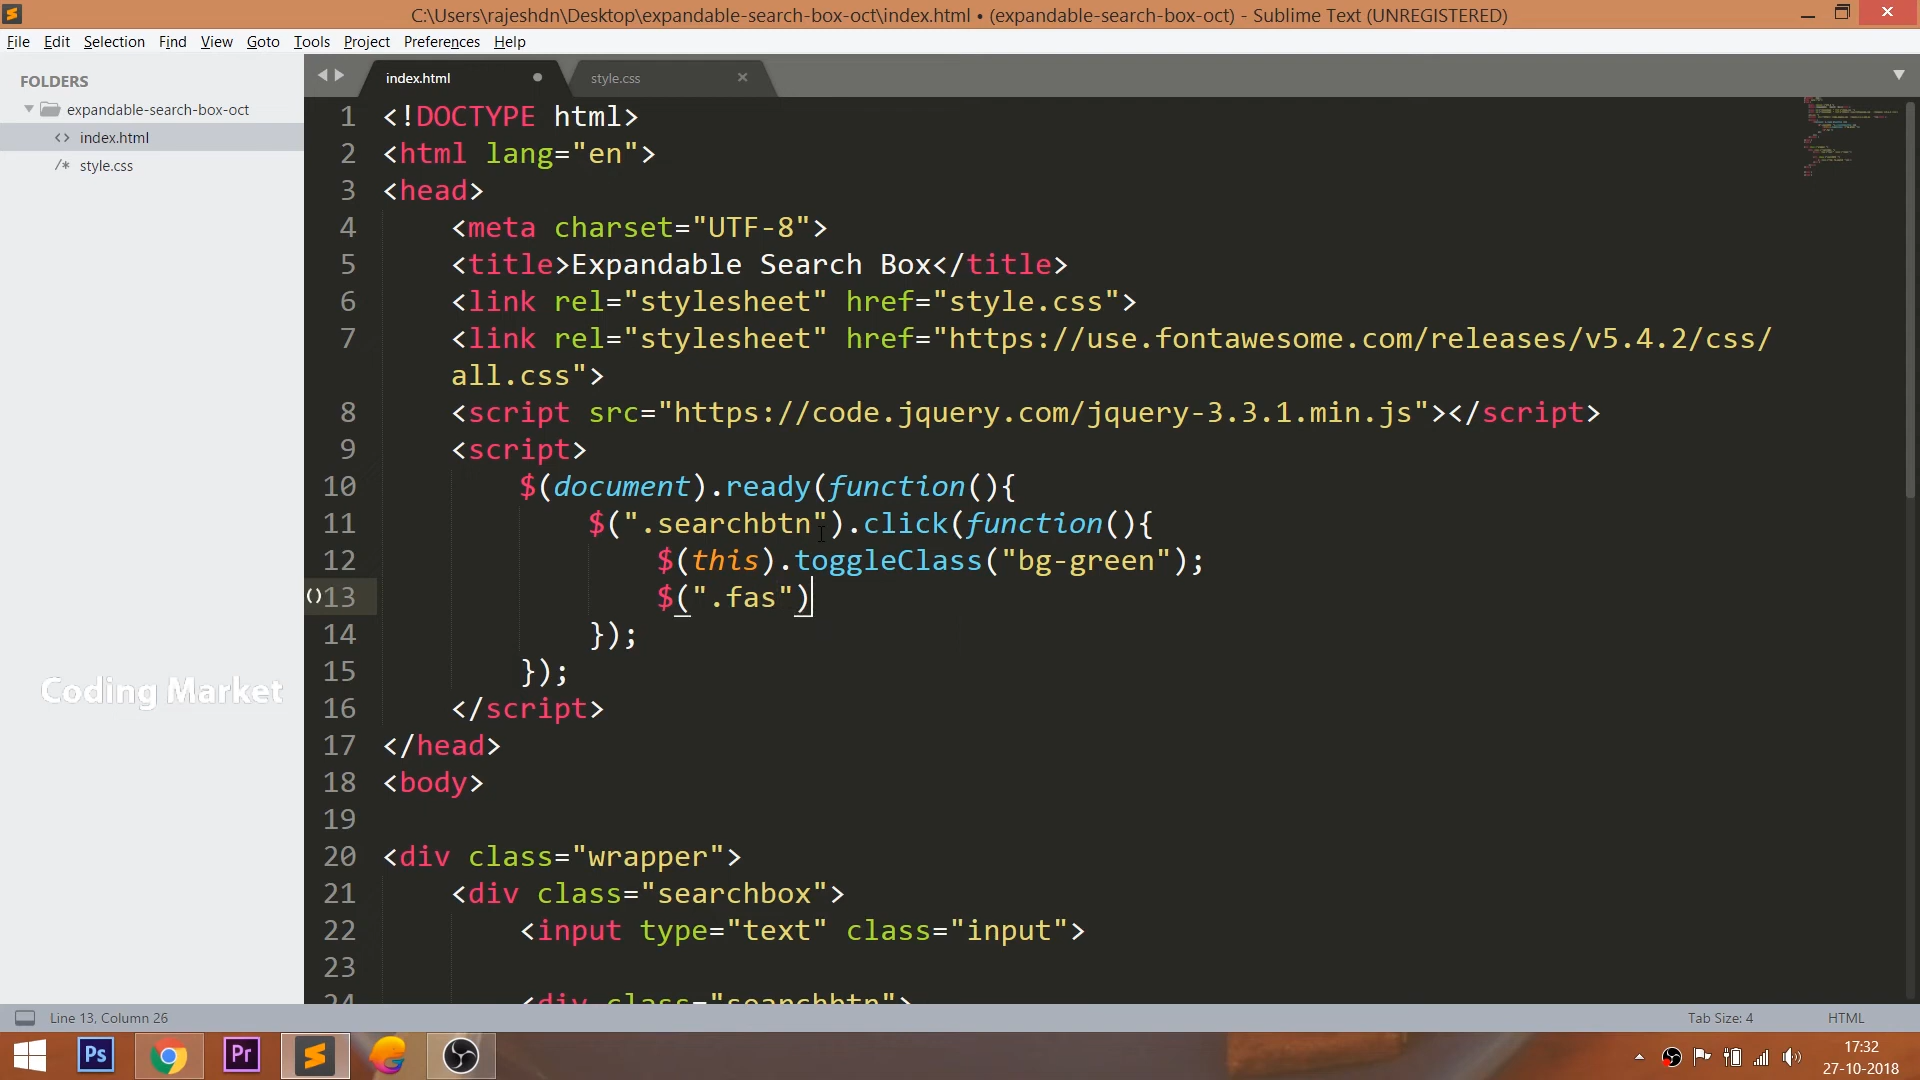 C:\Users\rajeshdn\Desktop\expandable-search-box-oct\index.html • (expandable-search-box-oct) - Sublime Text (UNREGISTERED)
File Edit Selection Find View Goto Tools Project Preferences Help
FOLDERS
expandable-search-box-oct
<> index.html
/* style.css
index.html
style.css
1 <!DOCTYPE html>
2 <html lang="en">
3 <head>
4 <meta charset="UTF-8">
5 <title>Expandable Search Box</title>
6 <link rel="stylesheet" href="style.css">
7 <link rel="stylesheet" href="https://use.fontawesome.com/releases/v5.4.2/css/
all.css">
8 <script src="https://code.jquery.com/jquery-3.3.1.min.js"></script>
9 <script>
10 $(document).ready(function(){
11 $(".searchbtn").click(function(){
12 $(this).toggleClass("bg-green");
()13 $(".fas")
14 });
15 });
16 </script>
17 </head>
18 <body>
19
20 <div class="wrapper">
21 <div class="searchbox">
22 <input type="text" class="input">
23
24 <div class="searchbtn">
Coding Market
Line 13, Column 26
Tab Size: 4
HTML
Ps
Pr
17:32
27-10-2018